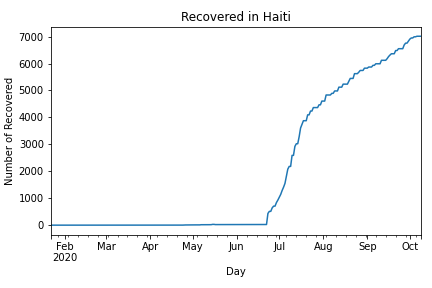 Recovered in Haiti
Number of Recovered
7000
6000
5000
4000
3000
2000
1000
0
Feb Mar Apr May Jun Jul Aug Sep Oct
2020
Day